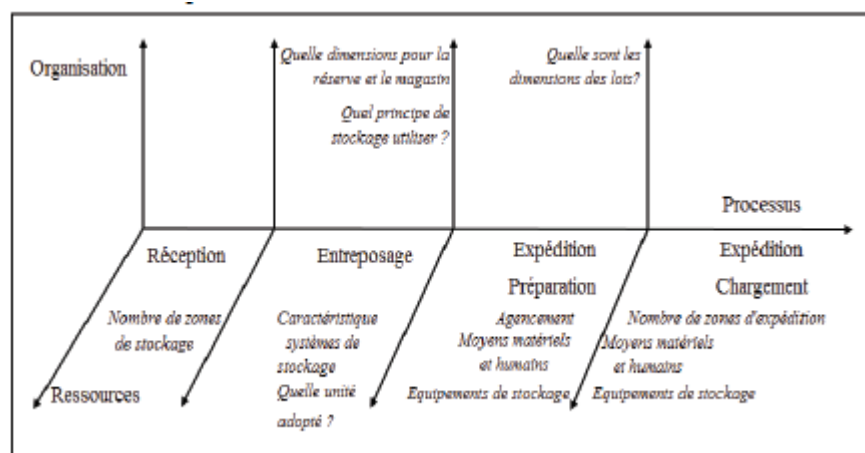 Organisation
Quelle dimensions pour la
réserve et le magasin
Quel principe de
stockage utiliser ?
Quelle sont les
dimensions des lots?
Processus
Réception
Entreposage
Expédition
Préparation
Expédition
Chargement
Nombre de zones
de stockage
Caractéristique
systèmes de
stockage
Quelle unité
adopté ?
Agencement
Moyens matériels
et humains
Equipements de stockage
Nombre de zones d'expédition
Moyens matériels
et humains
Equipements de stockage
Ressources